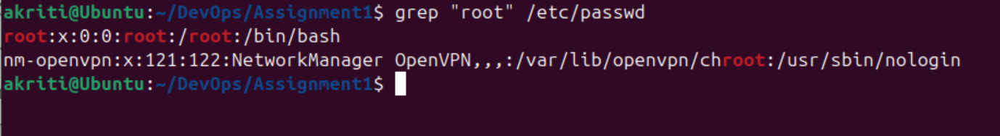 akriti@Ubuntu:~/DevOps/Assignment1$ grep "root" /etc/passwd
root:x:0:0:root:/root:/bin/bash
nm-openvpn:x:121:122:NetworkManager OpenVPN,,,:/var/lib/openvpn/chroot:/usr/sbin/nologin
akriti@Ubuntu:~/DevOps/Assignment1$